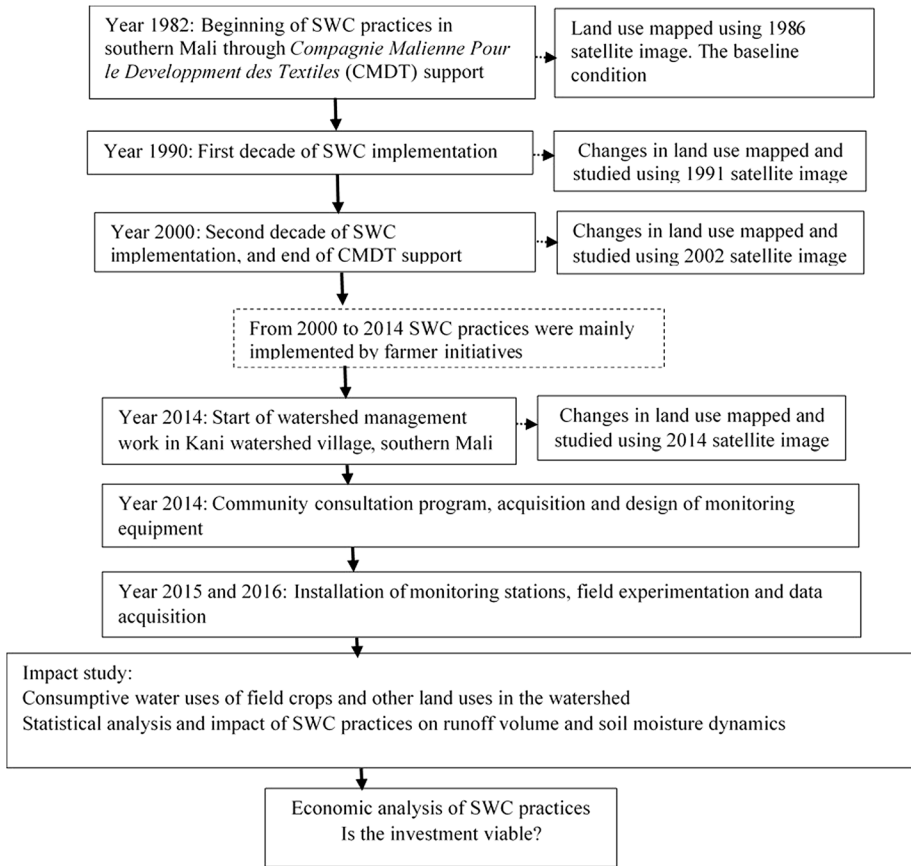 Year 1982: Beginning of SWC practices in
southern Mali through Compagnie Malienne Pour
le Developpment des Textiles (CMDT) support
Land use mapped using 1986
satellite image. The baseline
condition
Year 1990: First decade of SWC implementation
Changes in land use mapped and
studied using 1991 satellite image
Year 2000: Second decade of SWC
implementation, and end of CMDT support
Changes in land use mapped and
studied using 2002 satellite image
From 2000 to 2014 SWC practices were mainly
implemented by farmer initiatives
Year 2014: Start of watershed management
work in Kani watershed village, southern Mali
Changes in land use mapped and
studied using 2014 satellite image
Year 2014: Community consultation program, acquisition and design of monitoring
equipment
Year 2015 and 2016: Installation of monitoring stations, field experimentation and data
acquisition
Impact study:
Consumptive water uses of field crops and other land uses in the watershed
Statistical analysis and impact of SWC practices on runoff volume and soil moisture dynamics
Economic analysis of SWC practices
Is the investment viable?